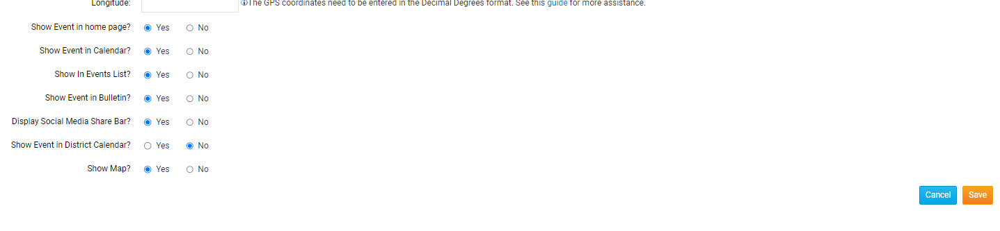 Longitude: The GPS coordinates need to be entered in the Decimal Degrees format. See this guide for more assistance.
Show Event in home page? Yes No
Show Event in Calendar? Yes No
Show In Events List? Yes No
Show Event in Bulletin? Yes No
Display Social Media Share Bar? Yes No
Show Event in District Calendar? Yes No
Show Map? Yes No
Cancel Save